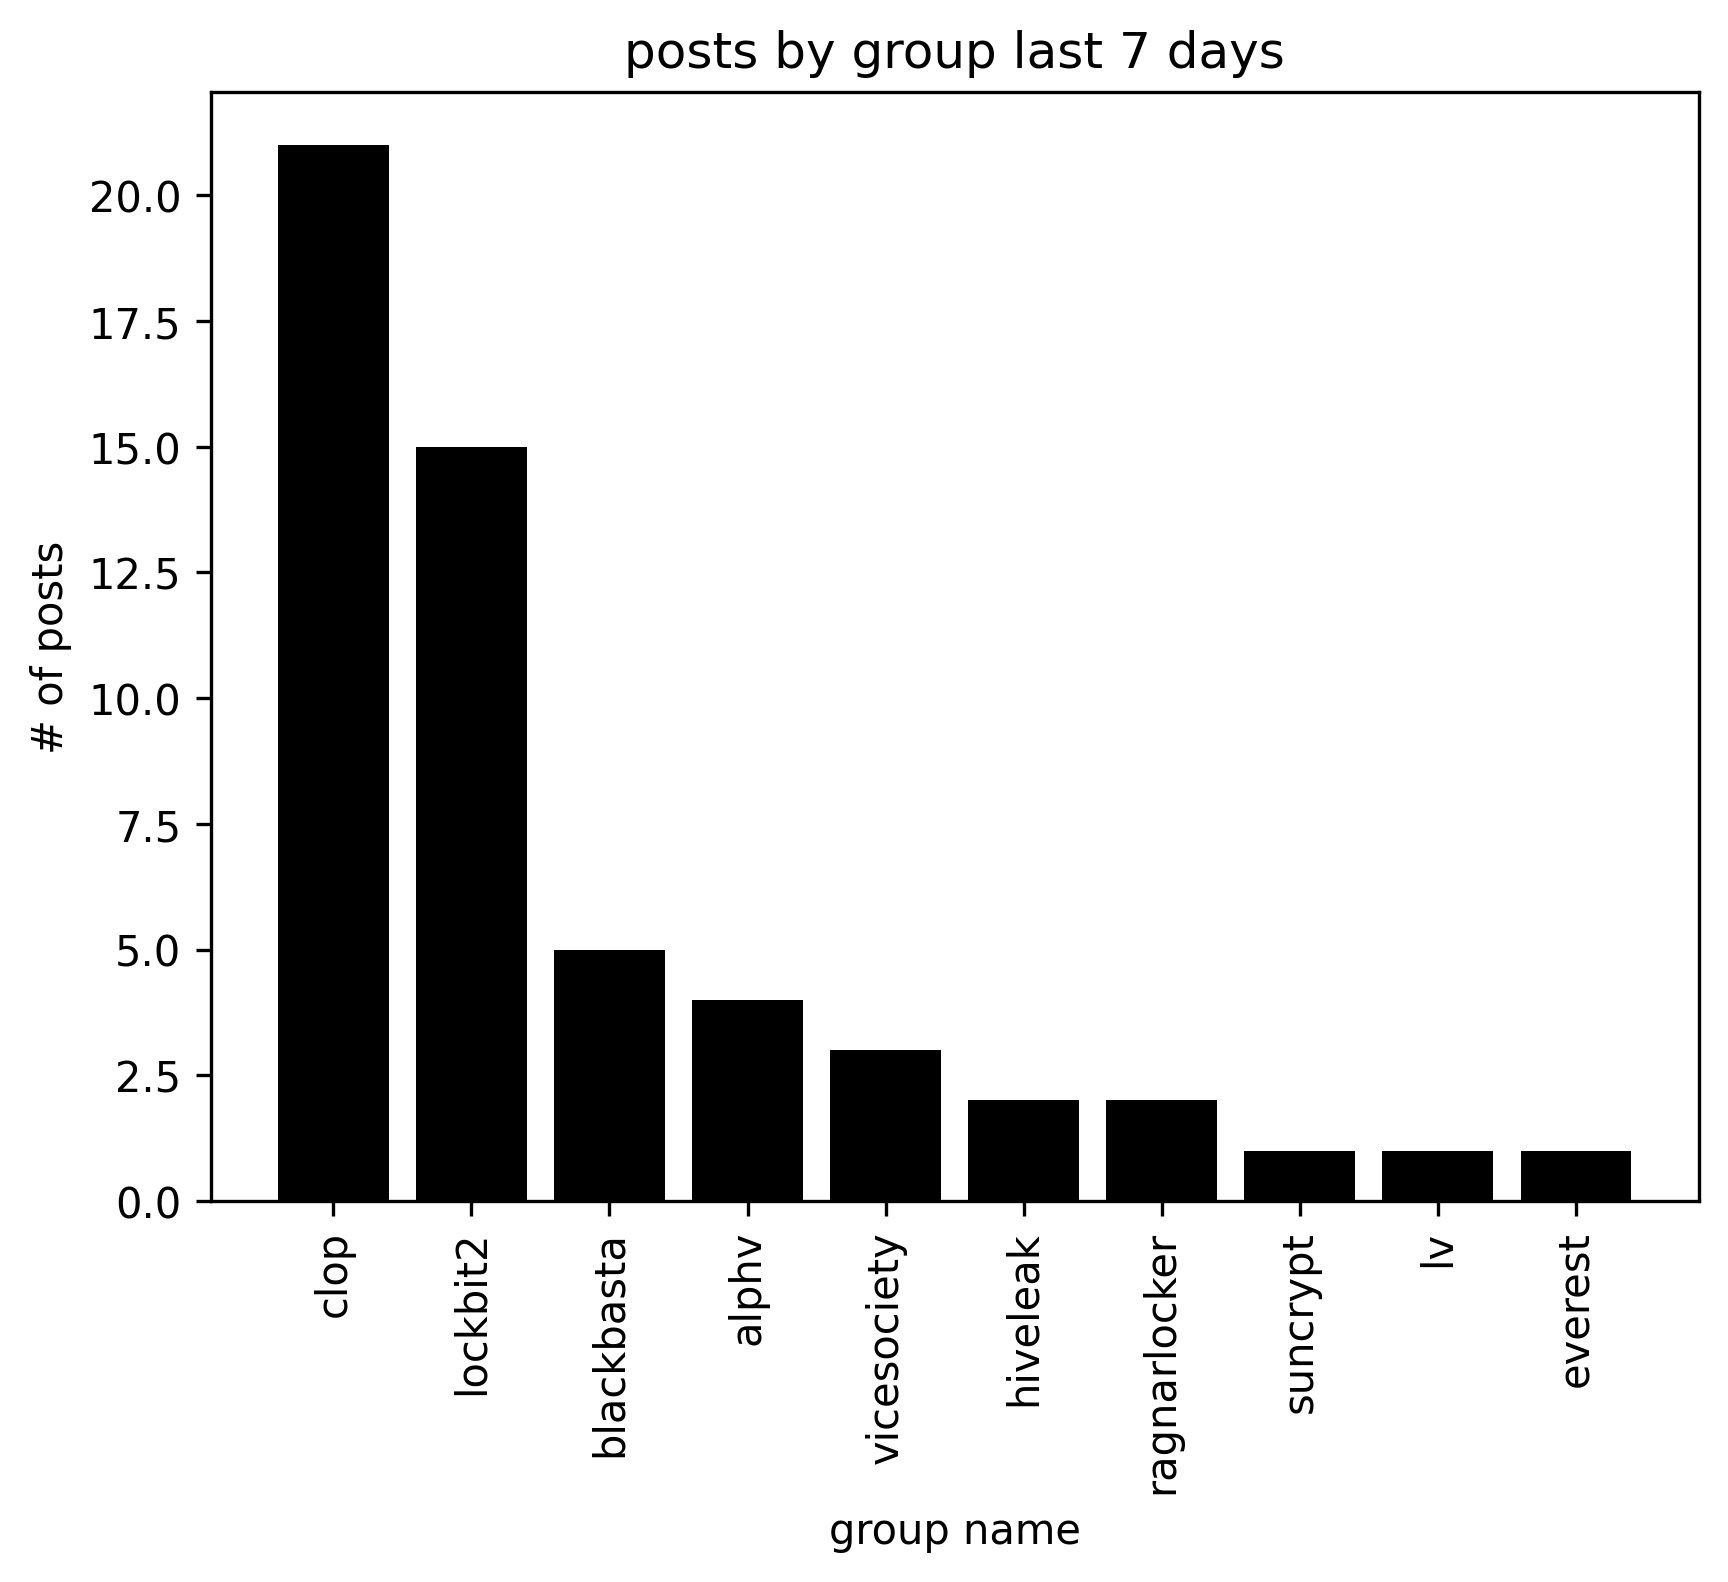 posts by group last 7 days
# of posts
20.0
17.5
15.0
12.5
10.0
7.5
5.0
2.5
0.0
clop
lockbit2
blackbasta
alphv
vicesociety
hiveleak
ragnarlocker
suncrypt
lv
everest
group name